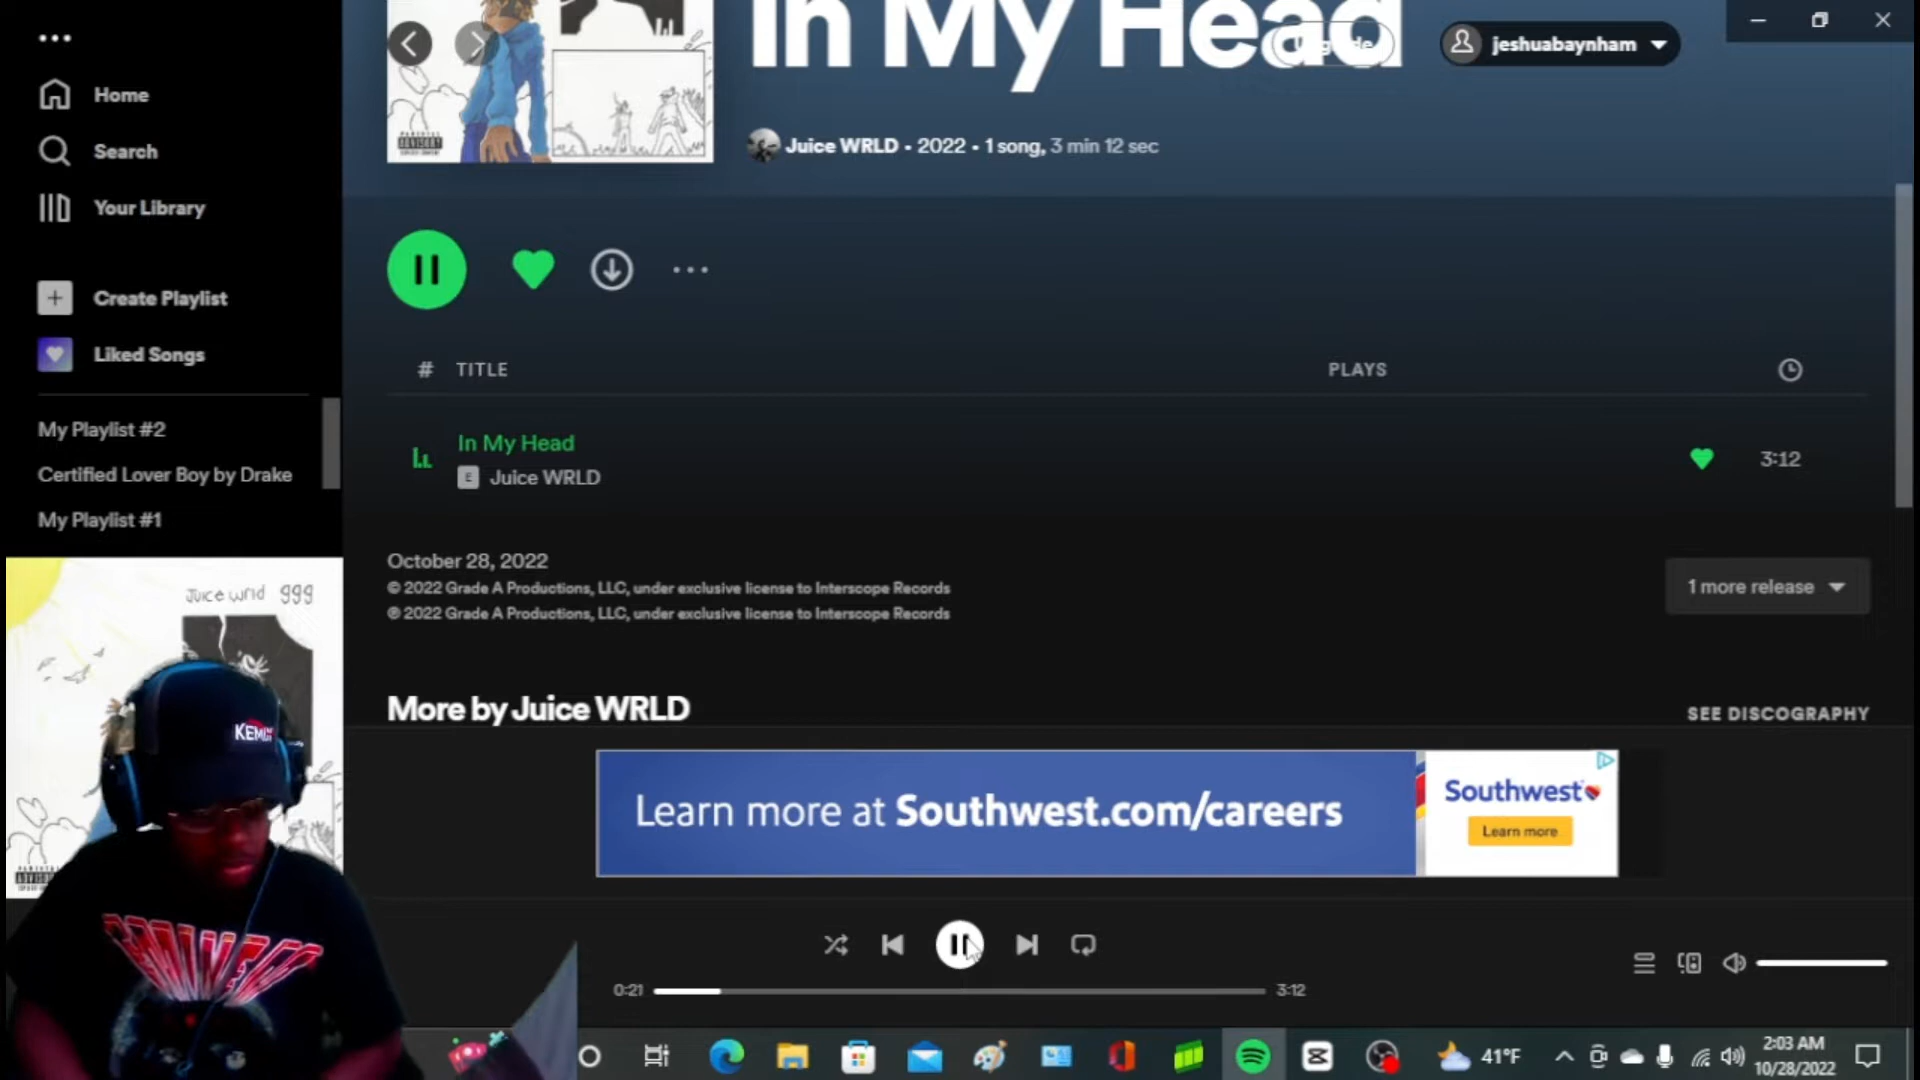 In My Head
jeshuabaynham
Home
Juice WRLD • 2022 • 1 song, 3 min 12 sec
Search
Your Library
Create Playlist
Liked Songs
# TITLE PLAYS
My Playlist #2
In My Head
Certified Lover Boy by Drake
E Juice WRLD
3:12
My Playlist #1
October 28, 2022
© 2022 Grade A Productions, LLC, under exclusive license to Interscope Records
℗ 2022 Grade A Productions, LLC, under exclusive license to Interscope Records
1 more release
Juice wrld 999
More by Juice WRLD
SEE DISCOGRAPHY
Learn more at Southwest.com/careers
Southwest
Learn more
0:21
3:12
41°F
2:03 AM
10/28/2022